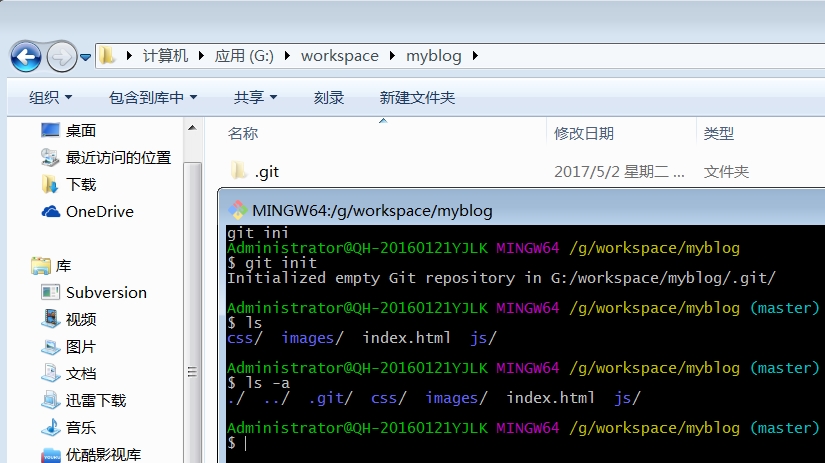 计算机 应用 (G:) workspace myblog
组织 包含到库中 共享 刻录 新建文件夹
名称 修改日期 类型
桌面
最近访问的位置
下载
OneDrive
库
Subversion
视频
图片
文档
迅雷下载
音乐
优酷影视库
.git 2017/5/2 星期二 ... 文件夹
MINGW64:/g/workspace/myblog
git ini
Administrator@QH-20160121YJLK MINGW64 /g/workspace/myblog
$ git init
Initialized empty Git repository in G:/workspace/myblog/.git/
Administrator@QH-20160121YJLK MINGW64 /g/workspace/myblog (master)
$ ls
css/ images/ index.html js/
Administrator@QH-20160121YJLK MINGW64 /g/workspace/myblog (master)
$ ls -a
./ ../ .git/ css/ images/ index.html js/
Administrator@QH-20160121YJLK MINGW64 /g/workspace/myblog (master)
$